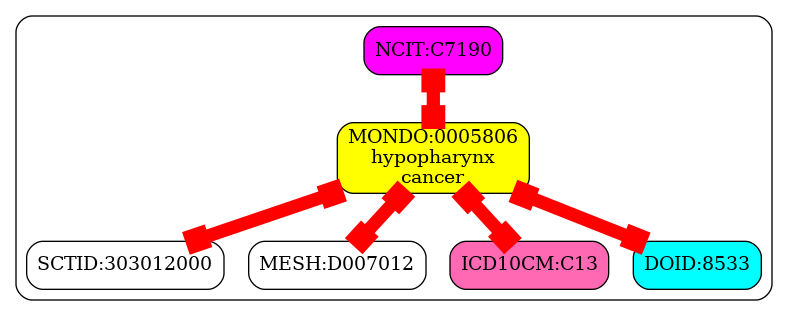 NCIT:C7190
MONDO:0005806
hypopharynx
cancer
SCTID:303012000
MESH:D007012
ICD10CM:C13
DOID:8533